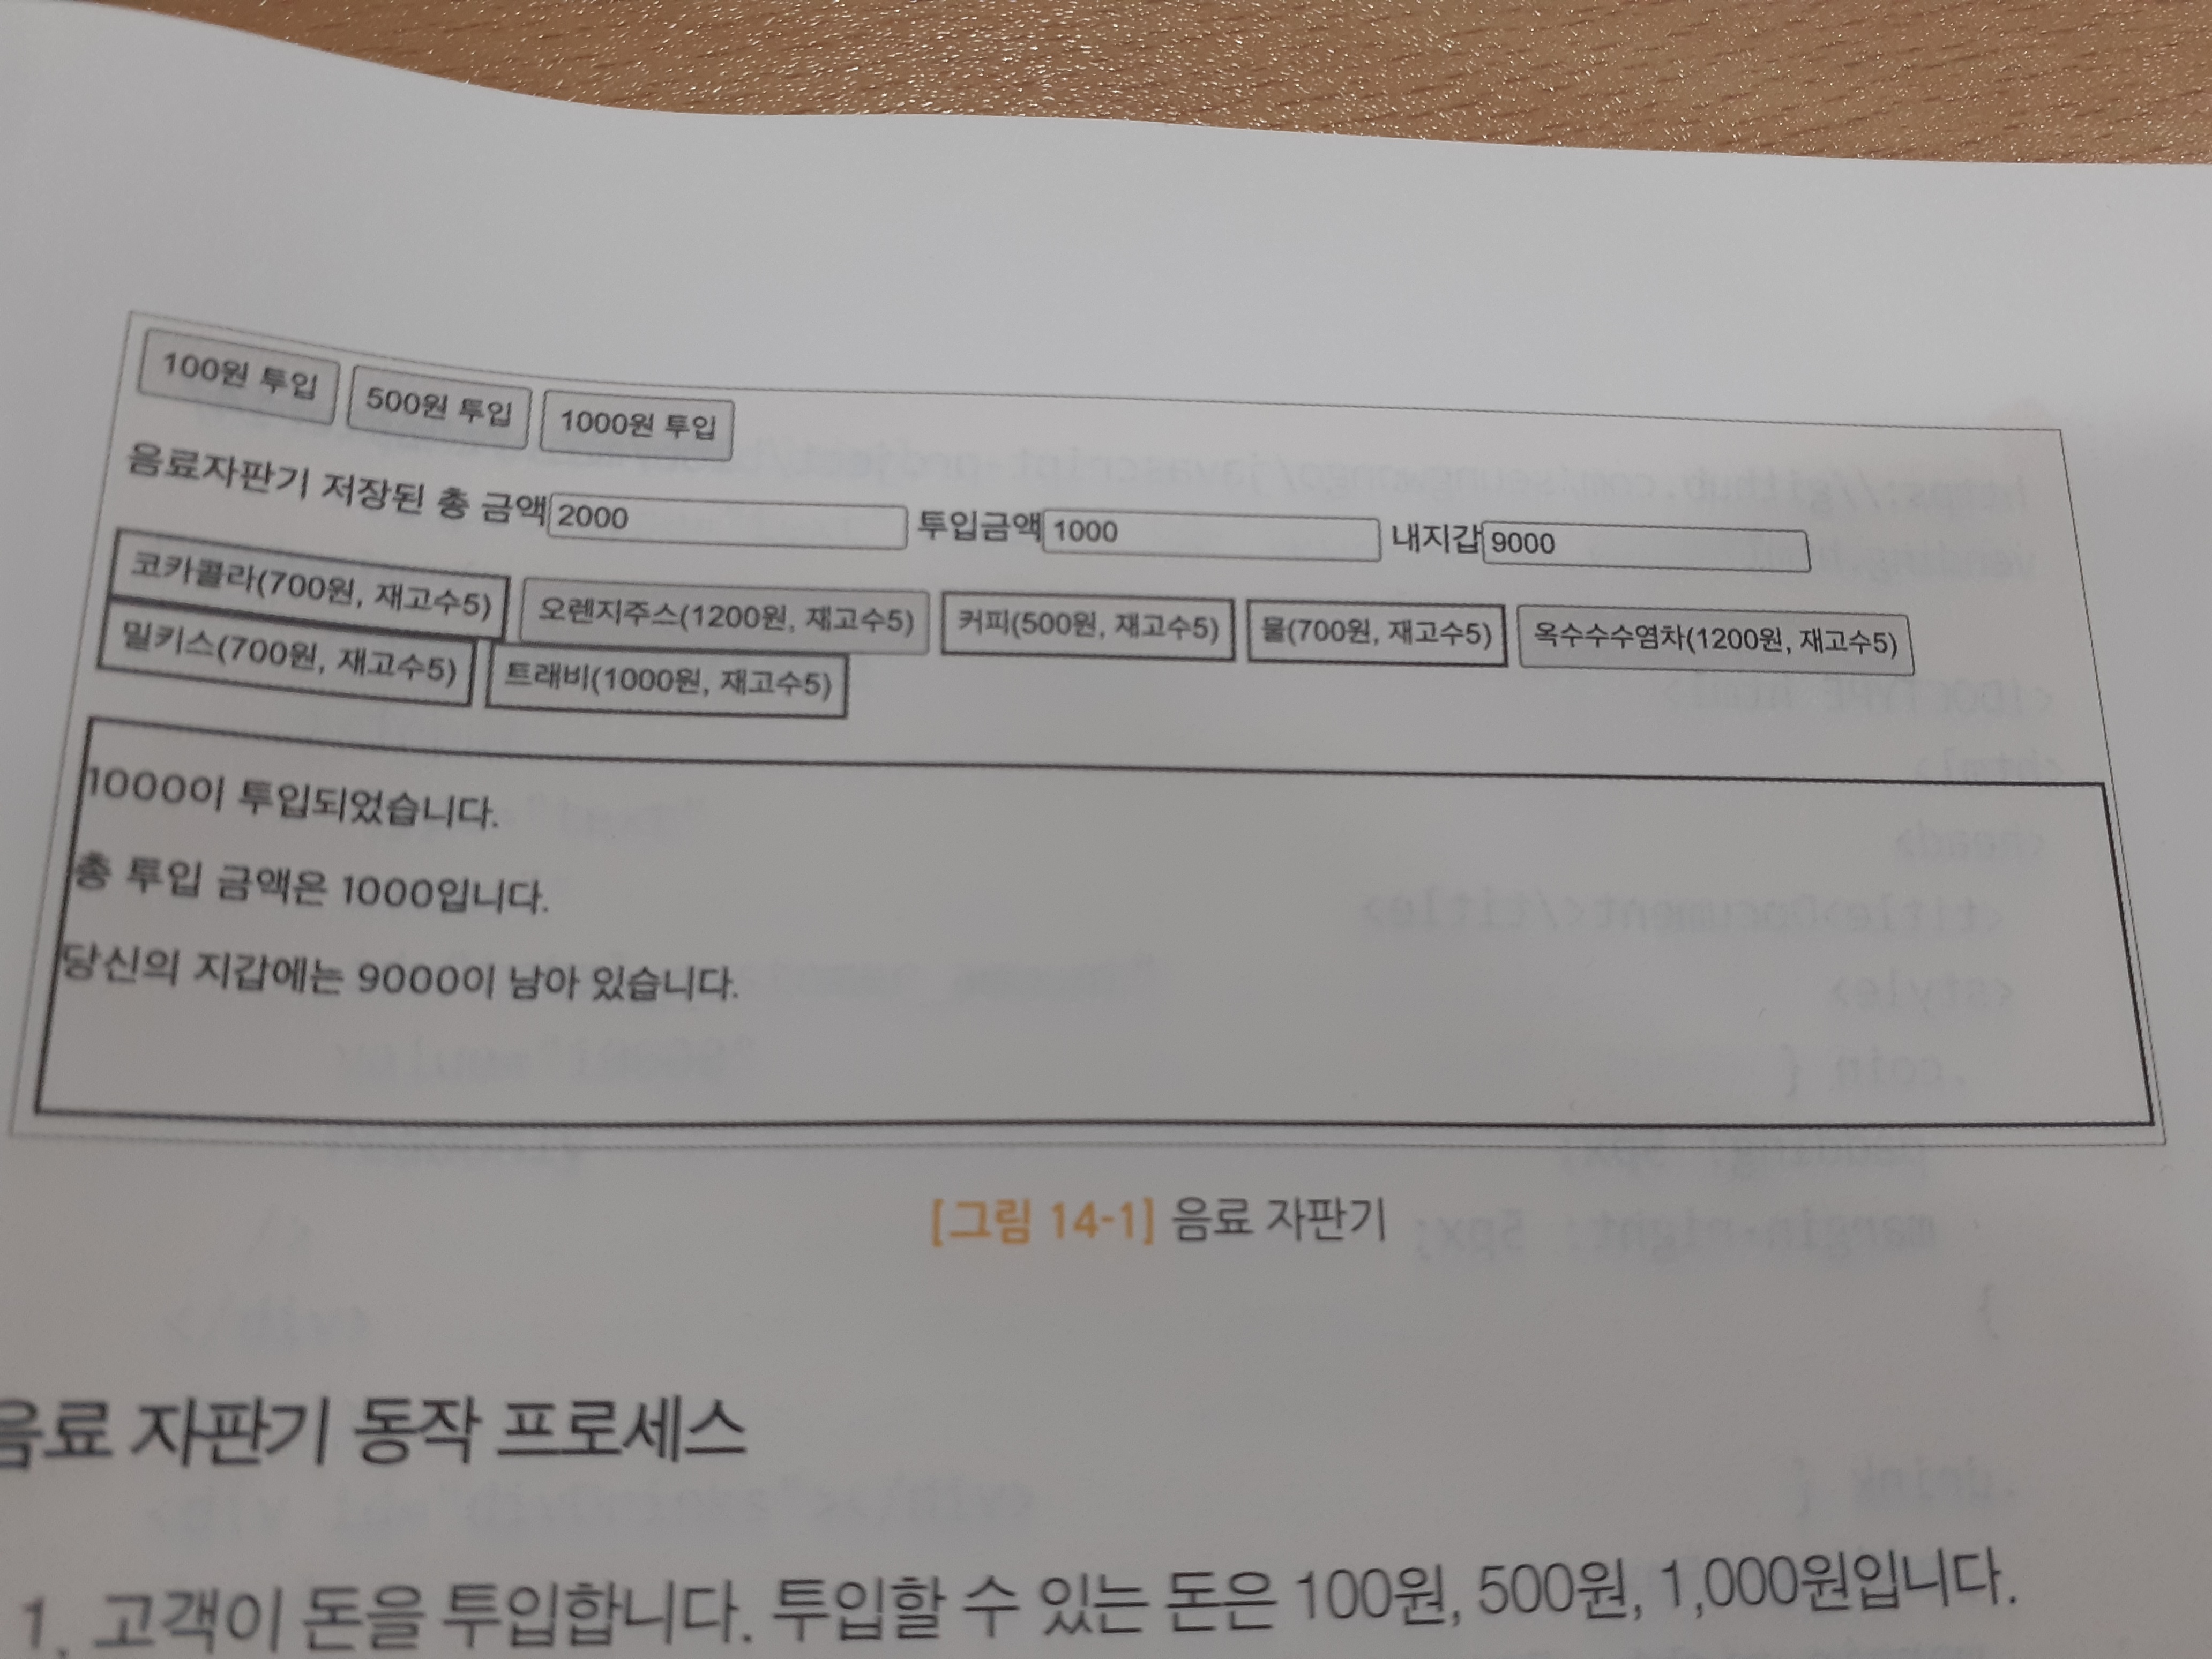 100원 투입 500원 투입 1000원 투입
음료자판기 저장된 총 금액 2000 투입금액 1000 내지갑 9000
코카콜라(700원, 재고수5) 오렌지주스(1200원, 재고수5) 커피(500원, 재고수5) 물(700원, 재고수5) 옥수수수염차(1200원, 재고수5)
밀키스(700원, 재고수5) 트래비(1000원, 재고수5)
1000이 투입되었습니다.
총 투입 금액은 1000입니다.
당신의 지갑에는 9000이 남아 있습니다.
[그림 14-1] 음료 자판기
음료 자판기 동작 프로세스
1. 고객이 돈을 투입합니다. 투입할 수 있는 돈은 100원, 500원, 1,000원입니다.